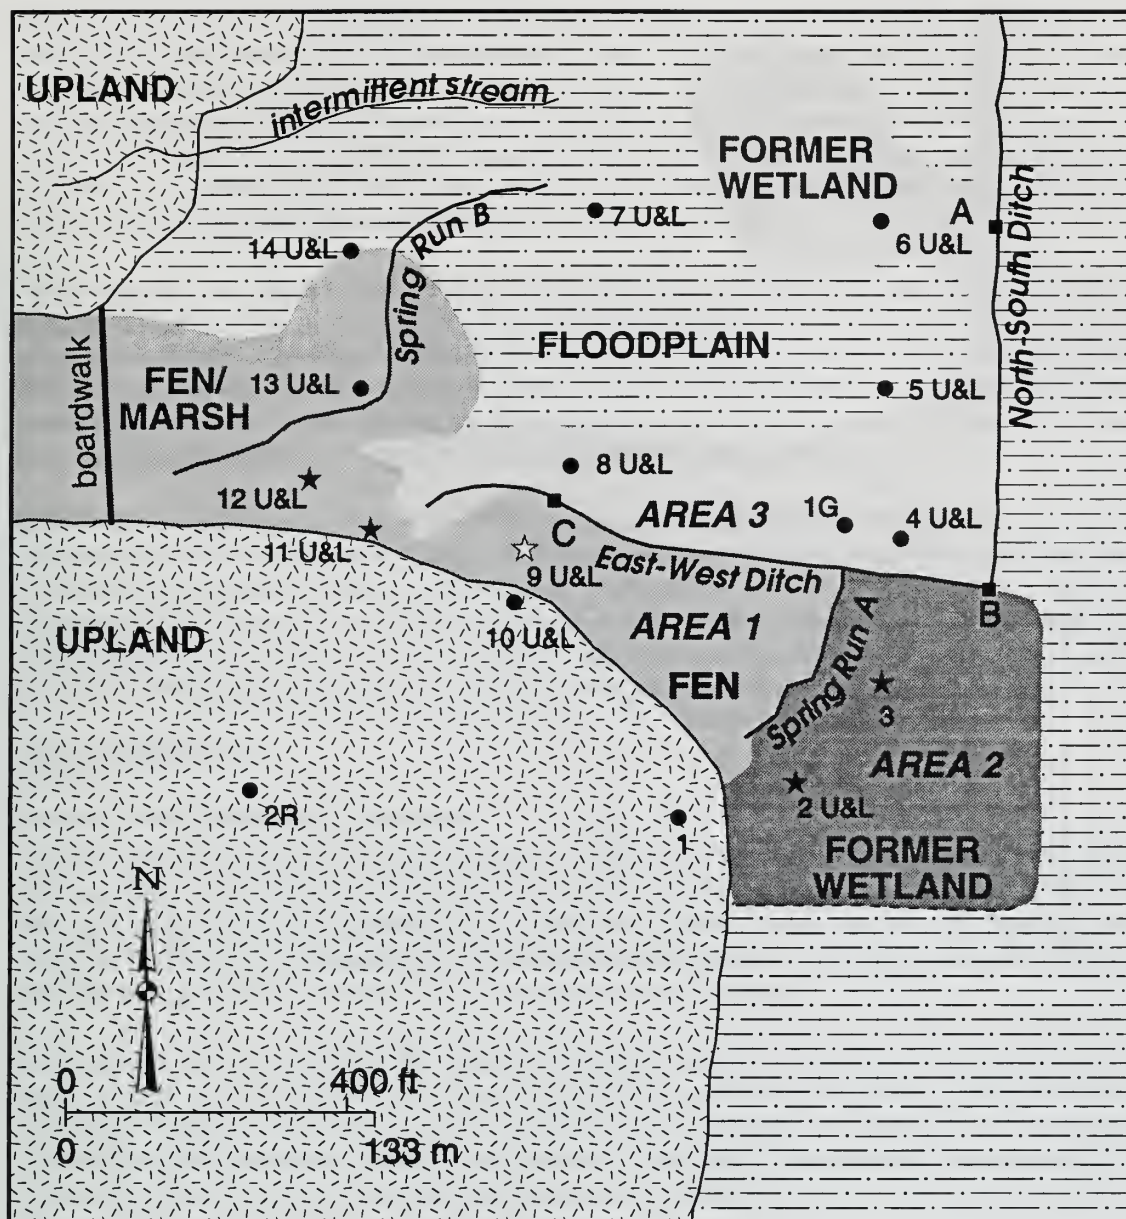 UPLAND
intermittent stream
FORMER
WETLAND
A
6 U&L
North-South Ditch
7 U&L
14 U&L
Spring Run B
FLOODPLAIN
boardwalk
FEN/
MARSH
13 U&L
5 U&L
8 U&L
12 U&L
AREA 3
1G
4 U&L
11 U&L
C
9 U&L
East-West Ditch
B
10 U&L
AREA 1
UPLAND
FEN
Spring Run A
3
AREA 2
2R
2 U&L
1
FORMER
WETLAND
N
0
400 ft
0
133 m